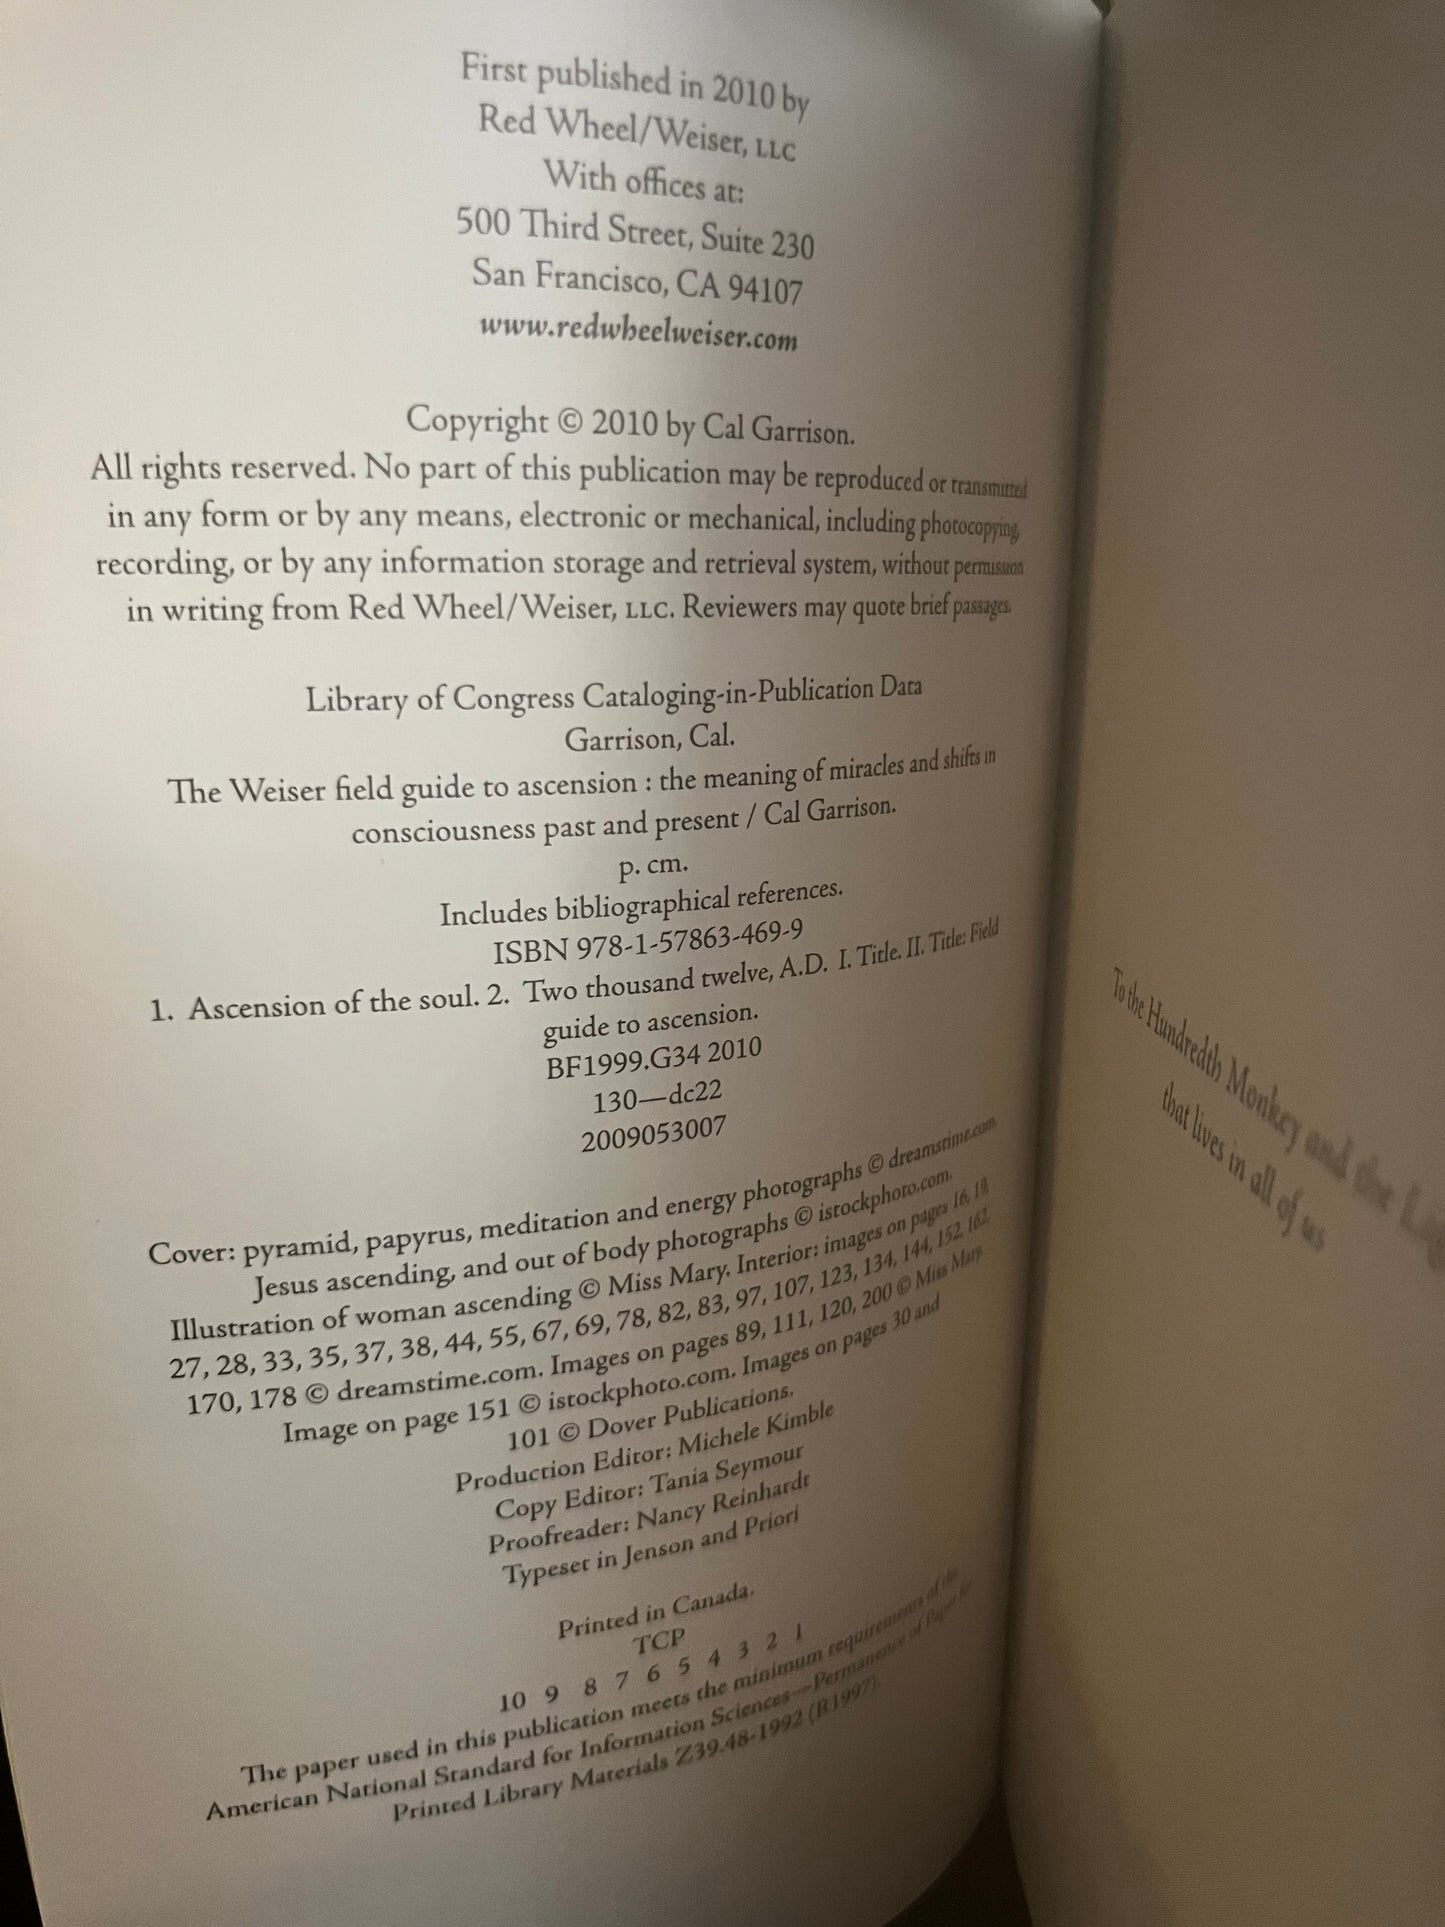 First published in 2010 by
Red Wheel/Weiser, LLC
With offices at:
500 Third Street, Suite 230
San Francisco, CA 94107
www.redwheelweiser.com
Copyright © 2010 by Cal Garrison.
All rights reserved. No part of this publication may be reproduced or transmitted
in any form or by any means, electronic or mechanical, including photocopying,
recording, or by any information storage and retrieval system, without permission
in writing from Red Wheel/Weiser, LLC. Reviewers may quote brief passages.
Library of Congress Cataloging-in-Publication Data
Garrison, Cal.
The Weiser field guide to ascension : the meaning of miracles and shifts in
consciousness past and present / Cal Garrison.
p. cm.
Includes bibliographical references.
ISBN 978-1-57863-469-9
1. Ascension of the soul. 2. Two thousand twelve, A.D. I. Title. II. Title: Field
guide to ascension.
BF1999.G34 2010
130—dc22
2009053007
Cover: pyramid, papyrus, meditation and energy photographs © dreamstime.com.
Jesus ascending, and out of body photographs © istockphoto.com.
Illustration of woman ascending © Miss Mary. Interior: images on pages 16, 19,
27, 28, 33, 35, 37, 38, 44, 55, 67, 69, 78, 82, 83, 97, 107, 123, 134, 144, 152, 162,
170, 178 © dreamstime.com. Images on pages 89, 111, 120, 200 © Miss Mary.
Image on page 151 © istockphoto.com. Images on pages 30 and
101 © Dover Publications.
Production Editor: Michele Kimble
Copy Editor: Tania Seymour
Proofreader: Nancy Reinhardt
Typeset in Jenson and Priori
Printed in Canada.
TCP
10 9 8 7 6 5 4 3 2 1
The paper used in this publication meets the minimum requirements of the
American National Standard for Information Sciences—Permanence of Paper for
Printed Library Materials Z39.48-1992 (R1997).
To the Hundredth Monkey and the
that lives in all of us